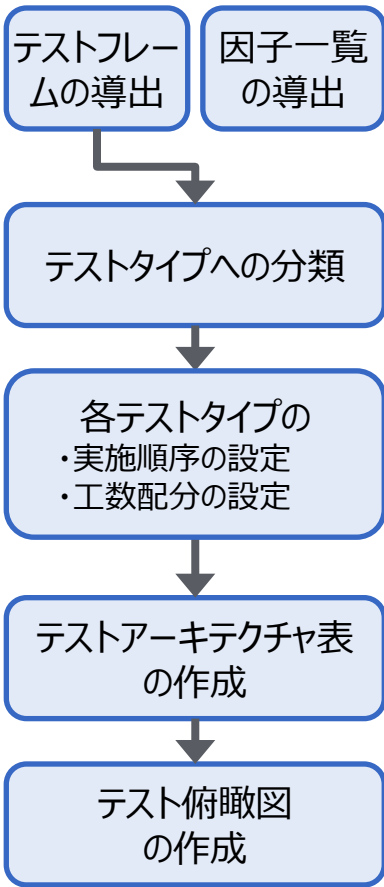 テストフレー
ムの導出
因子一覧
の導出
テストタイプへの分類
各テストタイプの
・実施順序の設定
・工数配分の設定
テストアーキテクチャ表
の作成
テスト俯瞰図
の作成